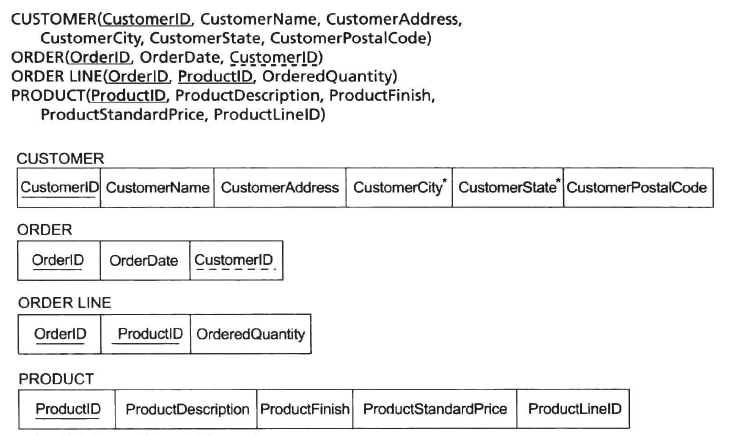 CUSTOMER(CustomerID, CustomerName, CustomerAddress,
CustomerCity, CustomerState, CustomerPostalCode)
ORDER(OrderID, OrderDate, CustomerID)
ORDER LINE(OrderID, ProductID, OrderedQuantity)
PRODUCT(ProductID, ProductDescription, ProductFinish,
ProductStandardPrice, ProductLineID)
CUSTOMER
CustomerID CustomerName CustomerAddress CustomerCity* CustomerState* CustomerPostalCode
ORDER
OrderID OrderDate CustomerID
ORDER LINE
OrderID ProductID OrderedQuantity
PRODUCT
ProductID ProductDescription ProductFinish ProductStandardPrice ProductLineID